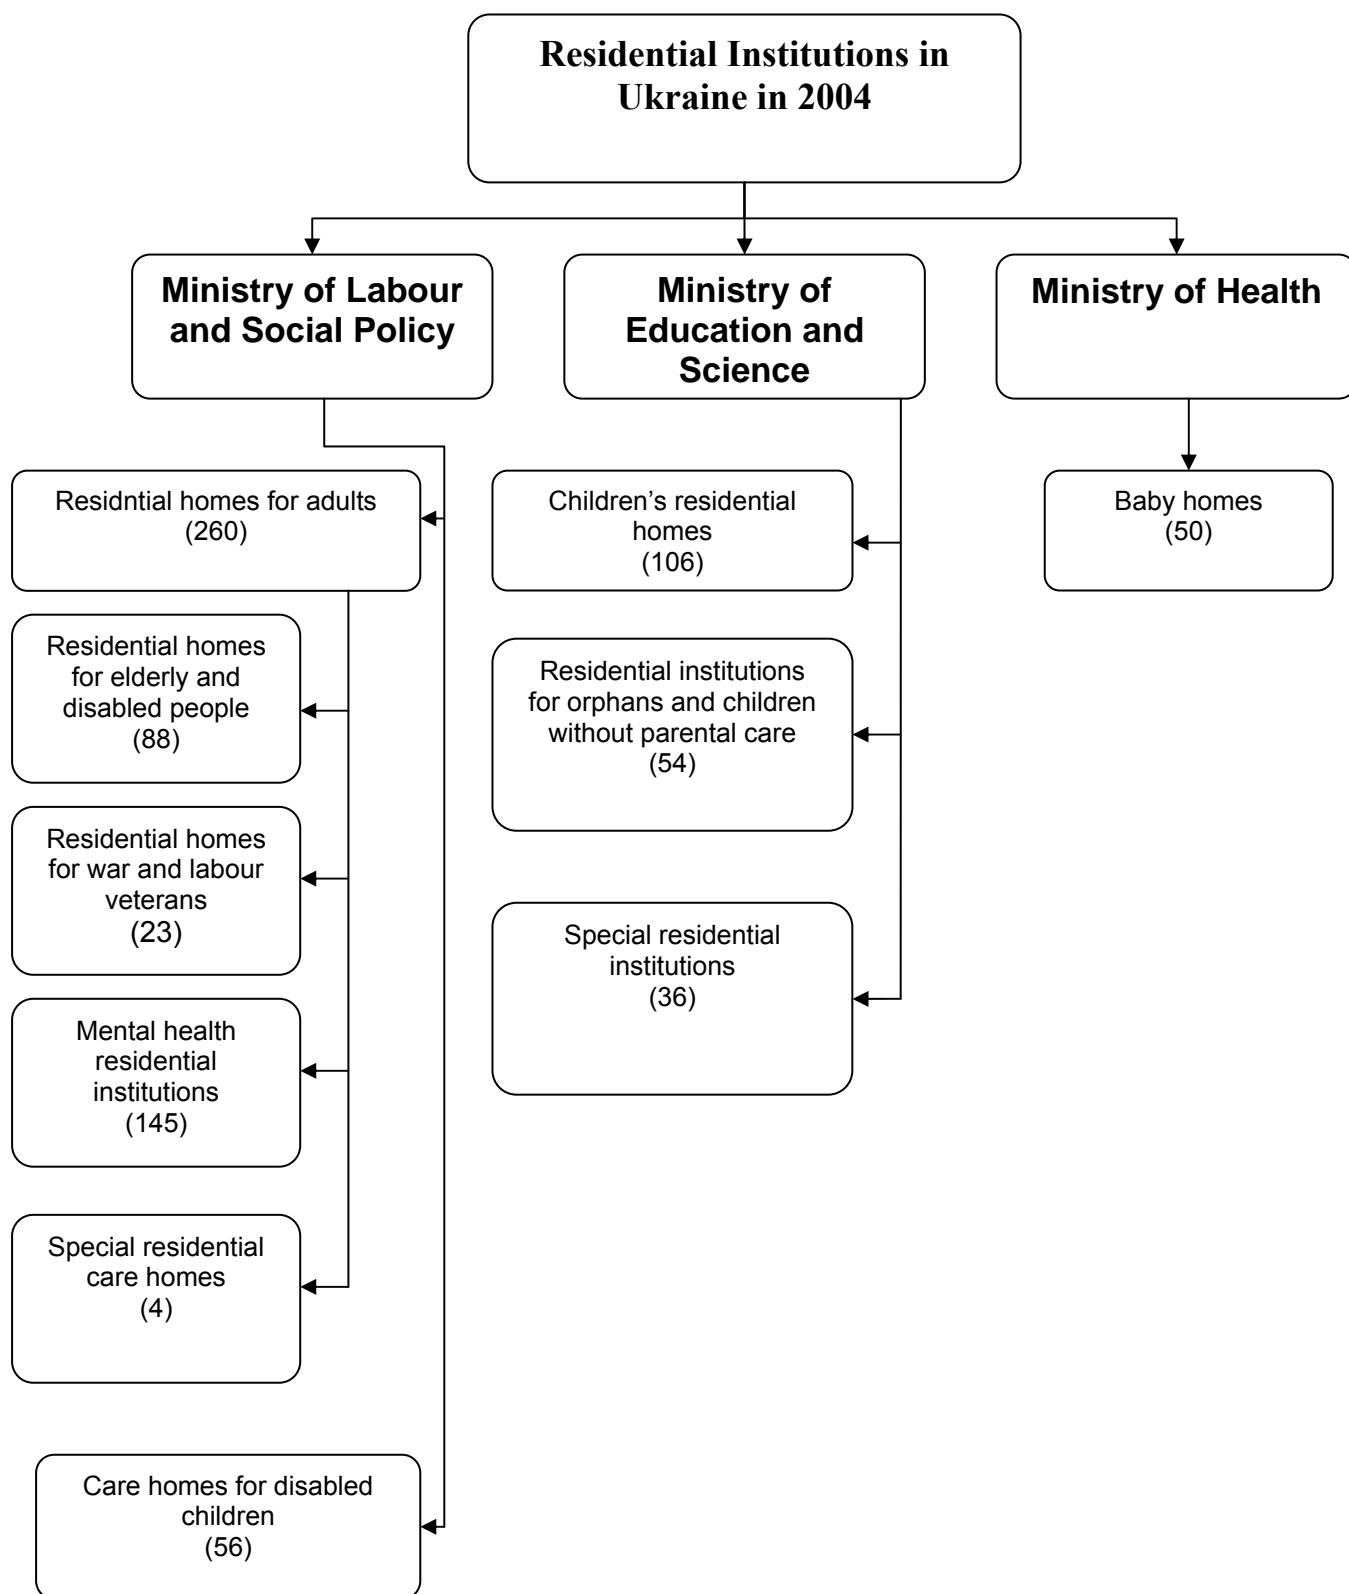 Residential Institutions in
Ukraine in 2004
Ministry of Labour
and Social Policy
Ministry of
Education and
Science
Ministry of Health
Residntial homes for adults
(260)
Residential homes
for elderly and
disabled people
(88)
Residential homes
for war and labour
veterans
(23)
Mental health
residential
institutions
(145)
Special residential
care homes
(4)
Care homes for disabled
children
(56)
Children’s residential
homes
(106)
Residential institutions
for orphans and children
without parental care
(54)
Special residential
institutions
(36)
Baby homes
(50)